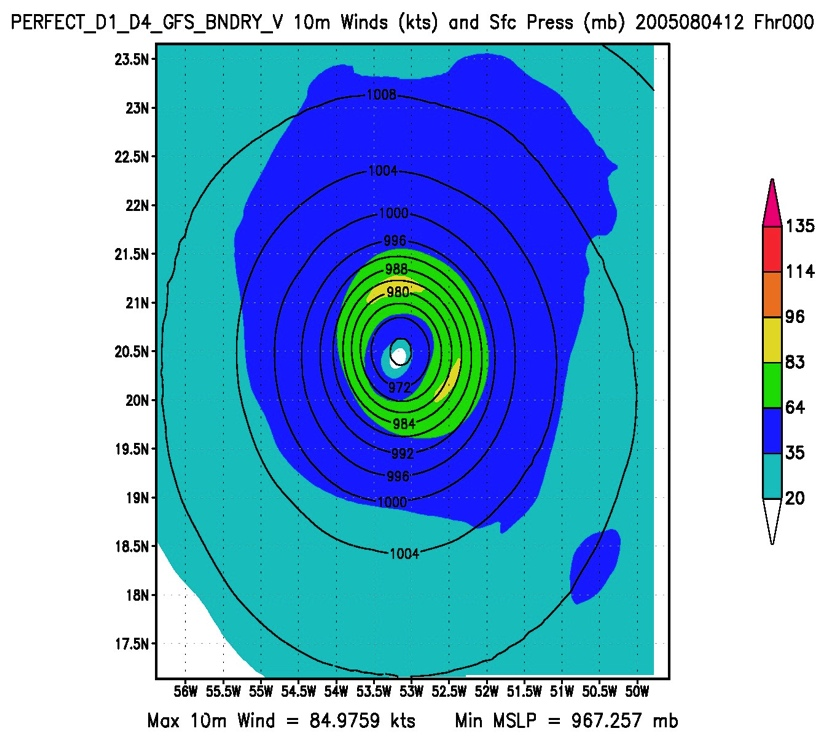 PERFECT_D1_D4_GFS_BNDRY_V 10m Winds (kts) and Sfc Press (mb) 2005080412 Fhr000
23.5N
1008
23N
22.5N
1004
22N
1000
135
21.5N
996
988
114
21N
980
96
20.5N
83
972
20N
64
984
19.5N
992
35
996
19N
1000
20
18.5N
1004
18N
17.5N
56W 55.5W 55W 54.5W 54W 53.5W 53W 52.5W 52W 51.5W 51W 50.5W 50W
Max 10m Wind = 84.9759 kts Min MSLP = 967.257 mb